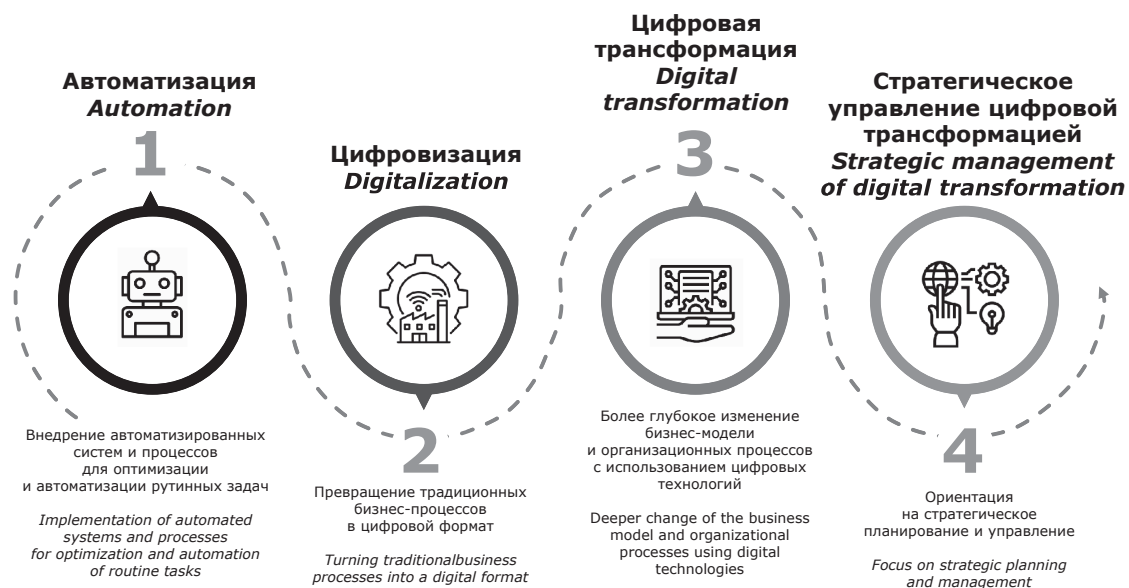 Автоматизация
Automation
1
Внедрение автоматизированных
систем и процессов
для оптимизации
и автоматизации рутинных задач
Implementation of automated
systems and processes
for optimization and automation
of routine tasks
Цифровизация
Digitalization
2
Превращение традиционных
бизнес-процессов
в цифровой формат
Turning traditionalbusiness
processes into a digital format
Цифровая
трансформация
Digital
transformation
3
Более глубокое изменение
бизнес-модели
и организационных процессов
с использованием цифровых
технологий
Deeper change of the business
model and organizational
processes using digital
technologies
Стратегическое
управление цифровой
трансформацией
Strategic management
of digital transformation
4
Ориентация
на стратегическое
планирование и управление
Focus on strategic planning
and management